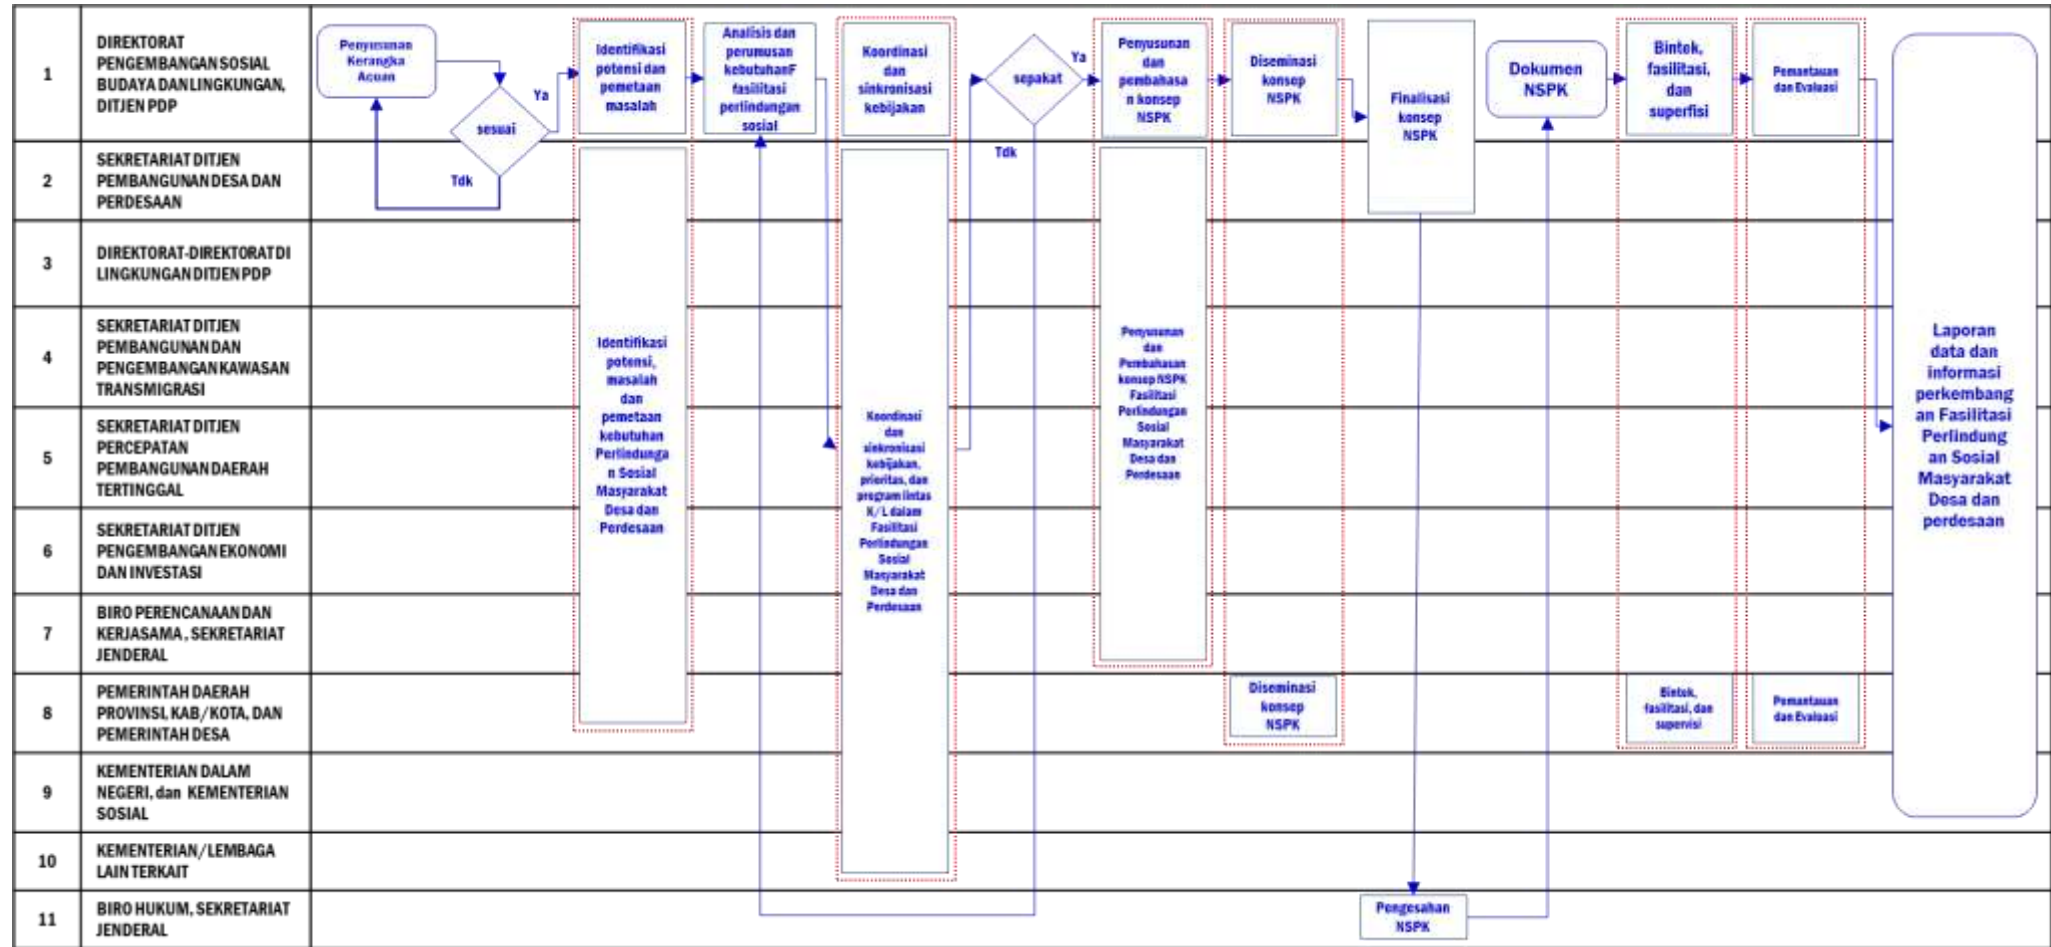 1
DIREKTORAT
PENGEMBANGAN SOSIAL
BUDAYA DAN LINGKUNGAN,
DITJEN PDP
Penyusunan
Kerangka
Acuan
sesuai
Ya
Tdk
Identifikasi
potensi dan
pemetaan
masalah
Analisis dan
perumusan
kebutuhanF
fasilitasi
perlindungan
sosial
Koordinasi
dan
sinkronisasi
kebijakan
sepakat
Ya
Tdk
Penyusunan
dan
pembahasa
n konsep
NSPK
Diseminasi
konsep
NSPK
Finalisasi
konsep
NSPK
Dokumen
NSPK
Bintek,
fasilitasi,
dan
superfisi
Pemantauan
dan Evaluasi
2
SEKRETARIAT DITJEN
PEMBANGUNAN DESA DAN
PERDESAAN
3
DIREKTORAT-DIREKTORAT DI
LINGKUNGAN DITJEN PDP
4
SEKRETARIAT DITJEN
PEMBANGUNAN DAN
PENGEMBANGAN KAWASAN
TRANSMIGRASI
5
SEKRETARIAT DITJEN
PERCEPATAN
PEMBANGUNAN DAERAH
TERTINGGAL
6
SEKRETARIAT DITJEN
PENGEMBANGAN EKONOMI
DAN INVESTASI
7
BIRO PERENCANAAN DAN
KERJASAMA, SEKRETARIAT
JENDERAL
8
PEMERINTAH DAERAH
PROVINSI, KAB/KOTA, DAN
PEMERINTAH DESA
9
KEMENTERIAN DALAM
NEGERI, dan KEMENTERIAN
SOSIAL
10
KEMENTERIAN/LEMBAGA
LAIN TERKAIT
11
BIRO HUKUM, SEKRETARIAT
JENDERAL
Identifikasi
potensi,
masalah
dan
pemetaan
kebutuhan
Perlindunga
n Sosial
Masyarakat
Desa dan
Perdesaan
Koordinasi
dan
sinkronisasi
kebijakan,
prioritas, dan
program lintas
K/L dalam
Fasilitasi
Perlindungan
Sosial
Masyarakat
Desa dan
Perdesaan
Penyusunan
dan
Pembahasan
konsep NSPK
Fasilitasi
Perlindungan
Sosial
Masyarakat
Desa dan
Perdesaan
Diseminasi
konsep
NSPK
Pengesahan
NSPK
Bintek,
fasilitasi, dan
supervisi
Pemantauan
dan Evaluasi
Laporan
data dan
informasi
perkembang
an Fasilitasi
Perlindung
an Sosial
Masyarakat
Desa dan
perdesaan